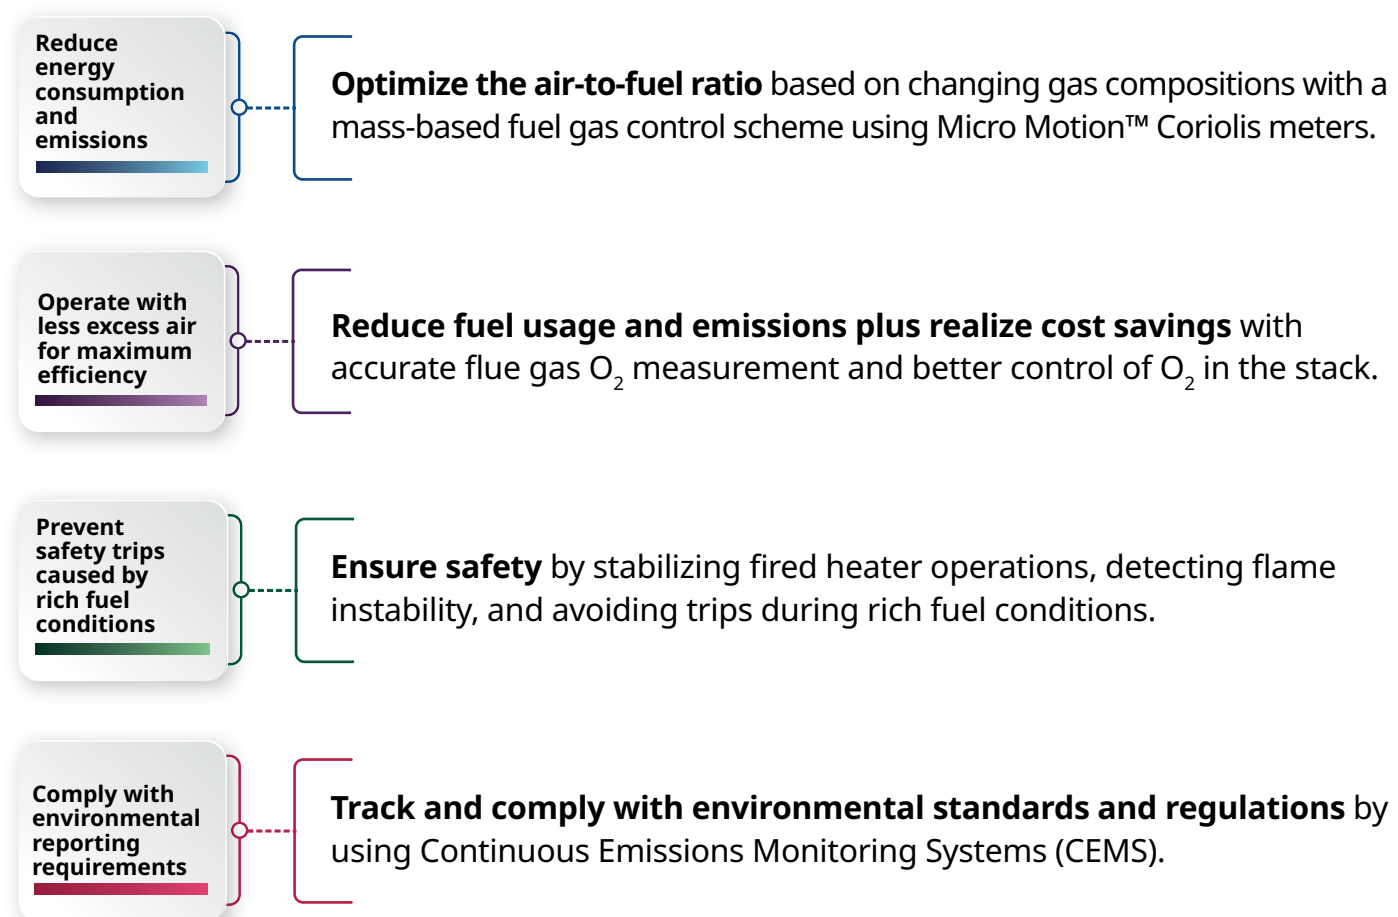 Reduce
energy
consumption
and
emissions
Optimize the air-to-fuel ratio based on changing gas compositions with a
mass-based fuel gas control scheme using Micro Motion™ Coriolis meters.
Operate with
less excess air
for maximum
efficiency
Reduce fuel usage and emissions plus realize cost savings with
accurate flue gas O₂ measurement and better control of O₂ in the stack.
Prevent
safety trips
caused by
rich fuel
conditions
Ensure safety by stabilizing fired heater operations, detecting flame
instability, and avoiding trips during rich fuel conditions.
Comply with
environmental
reporting
requirements
Track and comply with environmental standards and regulations by
using Continuous Emissions Monitoring Systems (CEMS).